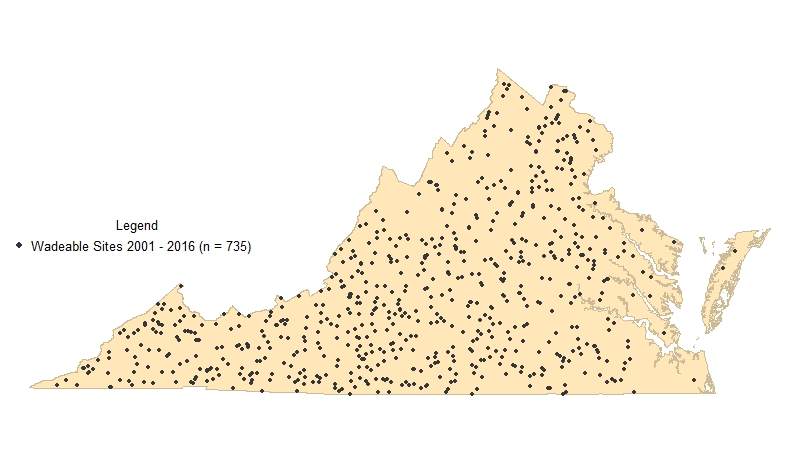 Legend
Wadeable Sites 2001 - 2016 (n = 735)